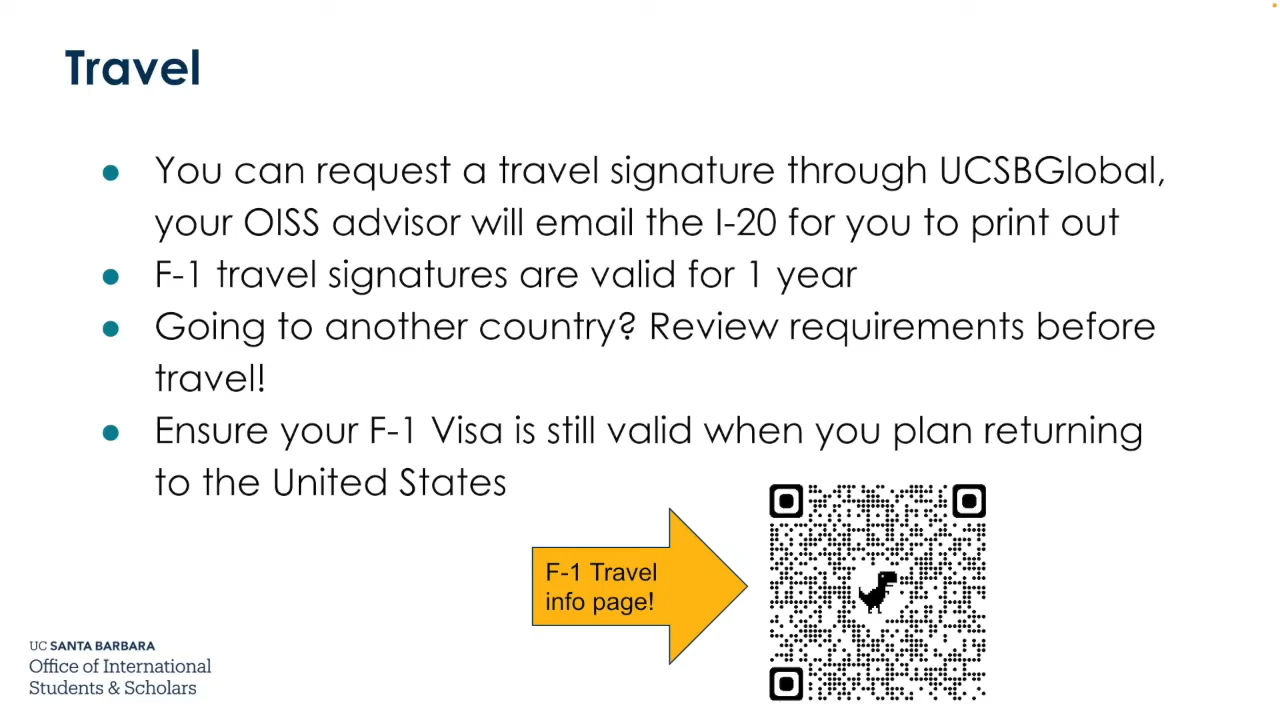 Travel
● You can request a travel signature through UCSBGlobal,
your OISS advisor will email the I-20 for you to print out
● F-1 travel signatures are valid for 1 year
● Going to another country? Review requirements before
travel!
● Ensure your F-1 Visa is still valid when you plan returning
to the United States
F-1 Travel
info page!
UC SANTA BARBARA
Office of International
Students & Scholars